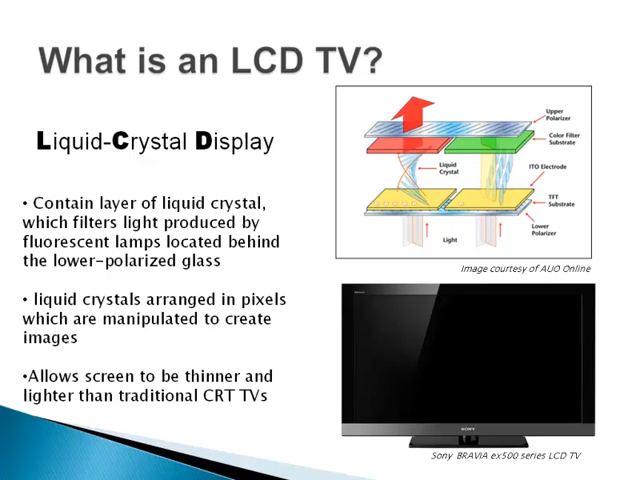 What is an LCD TV?
Liquid-Crystal Display
• Contain layer of liquid crystal,
which filters light produced by
fluorescent lamps located behind
the lower-polarized glass
• liquid crystals arranged in pixels
which are manipulated to create
images
•Allows screen to be thinner and
lighter than traditional CRT TVs
Upper
Polarizer
Color Filter
Substrate
Liquid
Crystal
ITO Electrode
TFT
Substrate
Lower
Polarizer
Light
Image courtesy of AUO Online
SONY
Sony BRAVIA ex500 series LCD TV